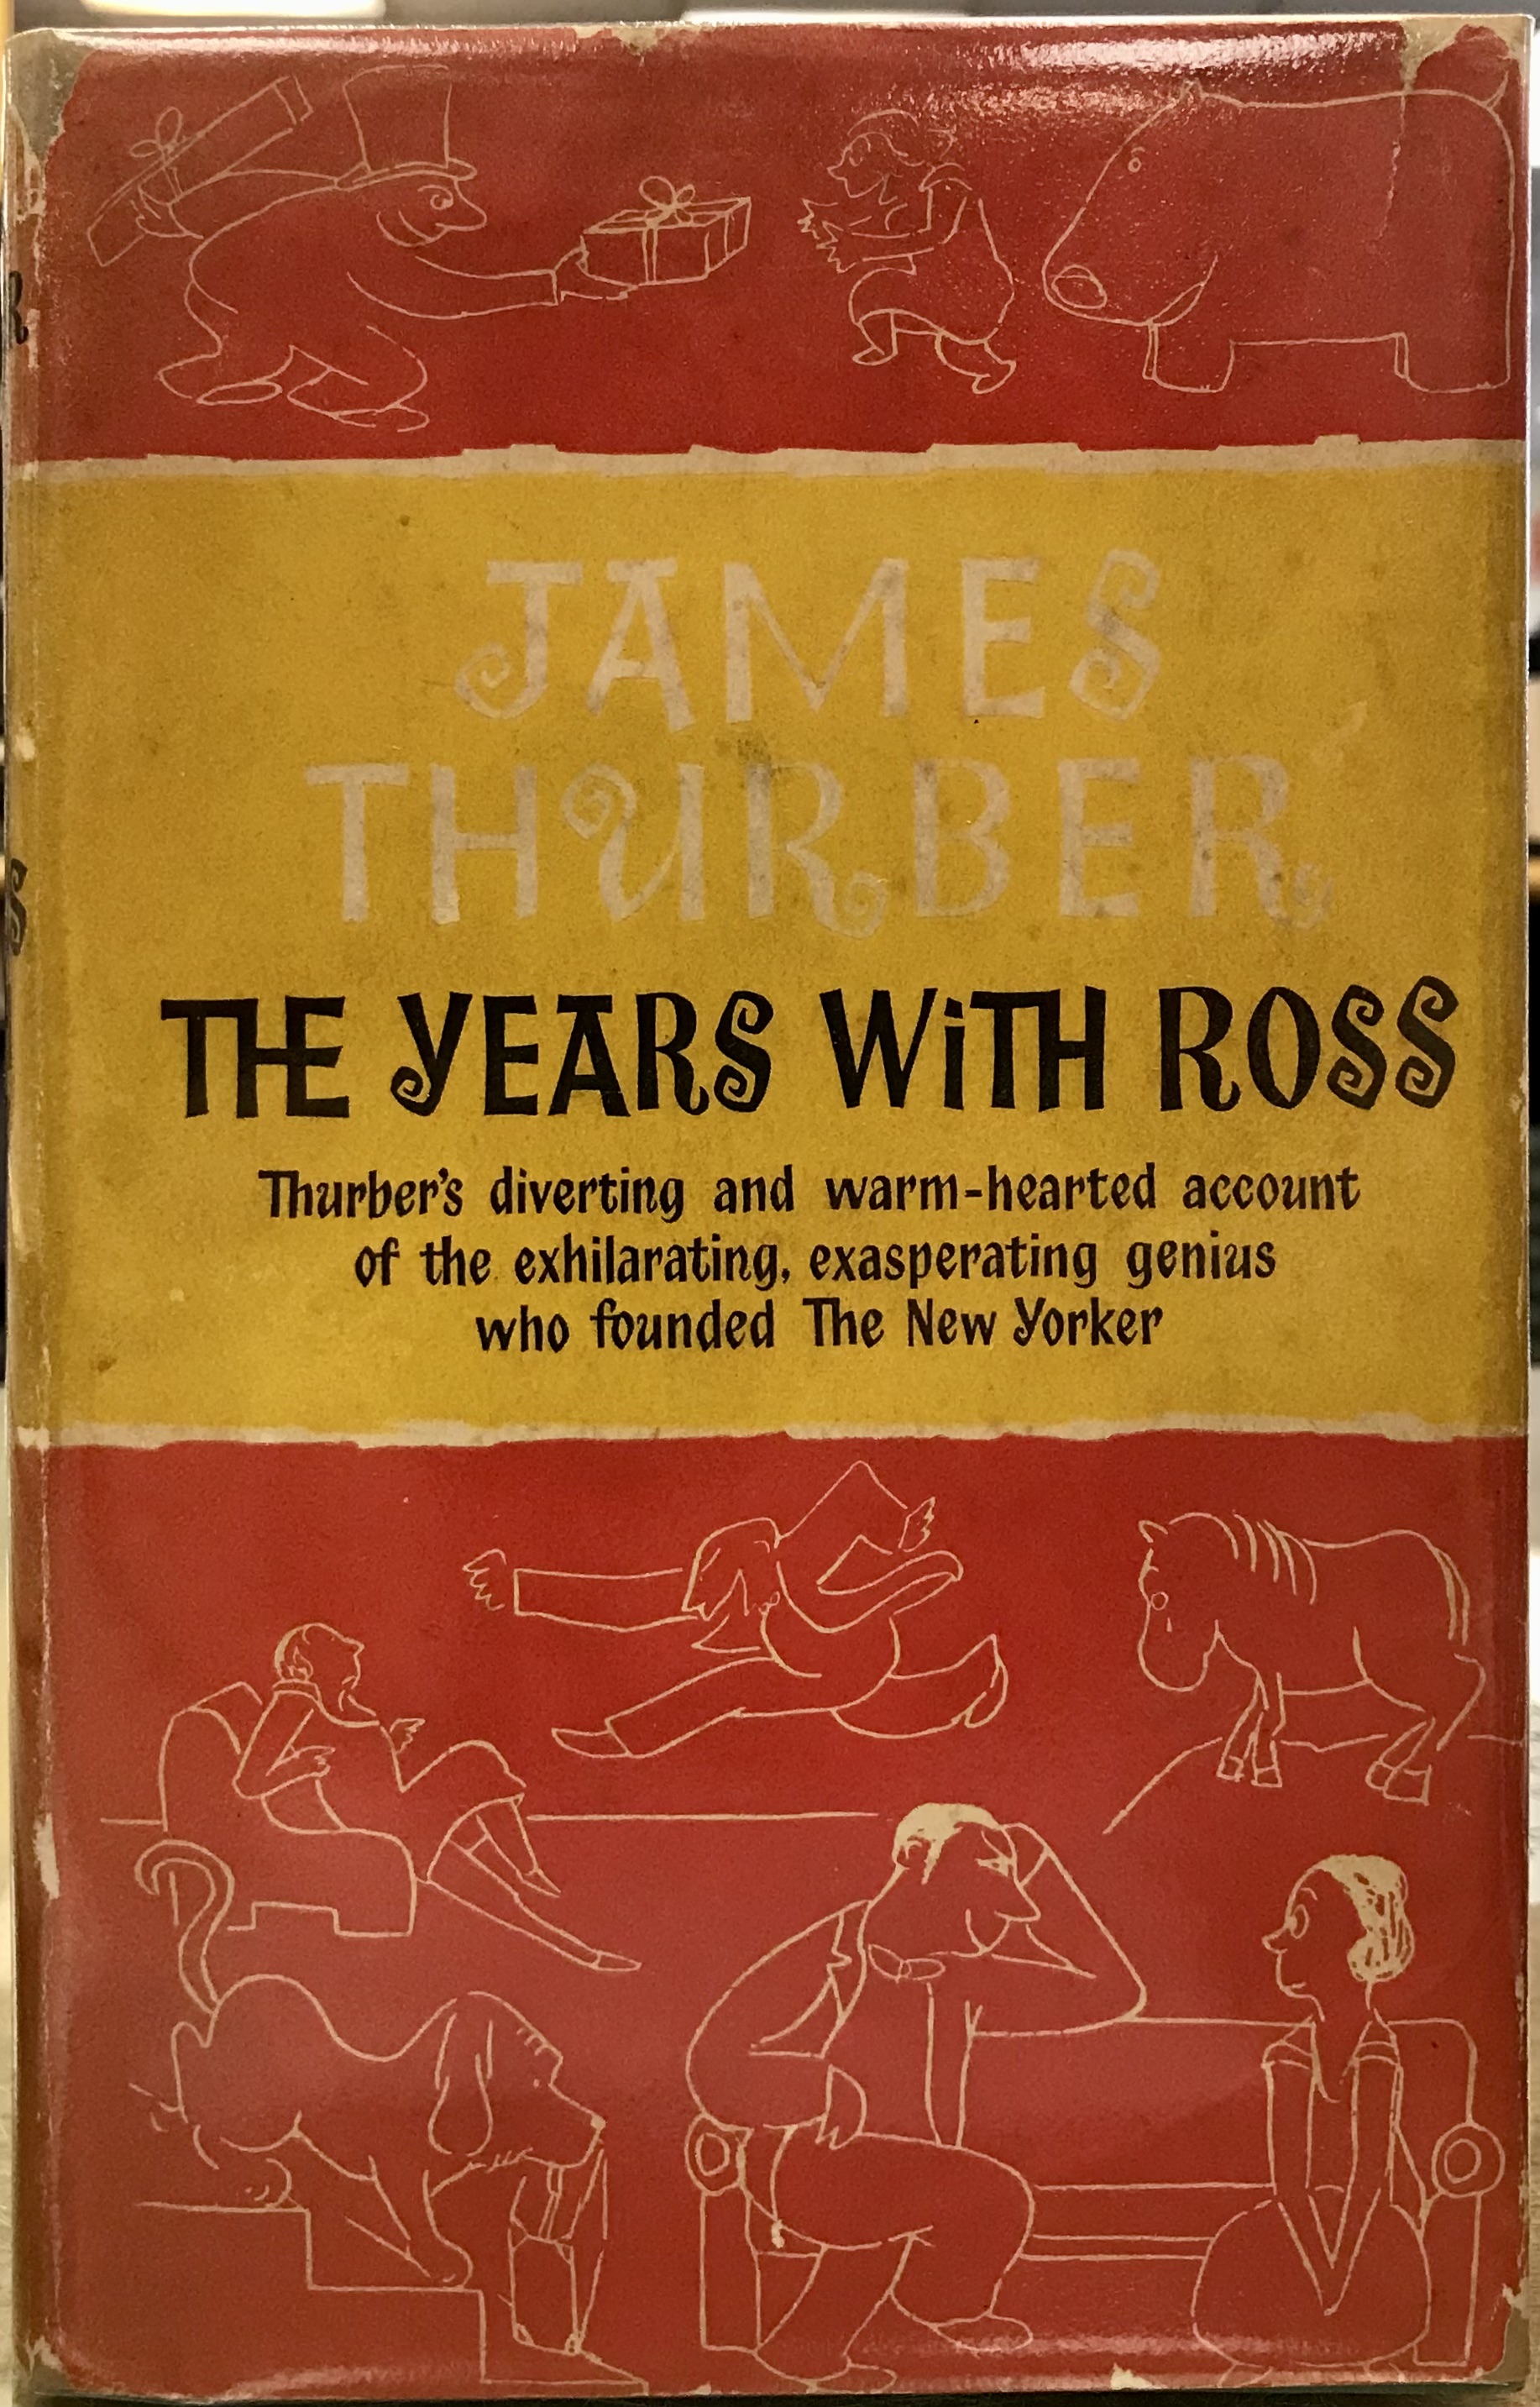 JAMES
THURBER
THE YEARS WiTH ROSS
Thurber's diverting and warm-hearted account
of the exhilarating, exasperating genius
who founded The New Yorker